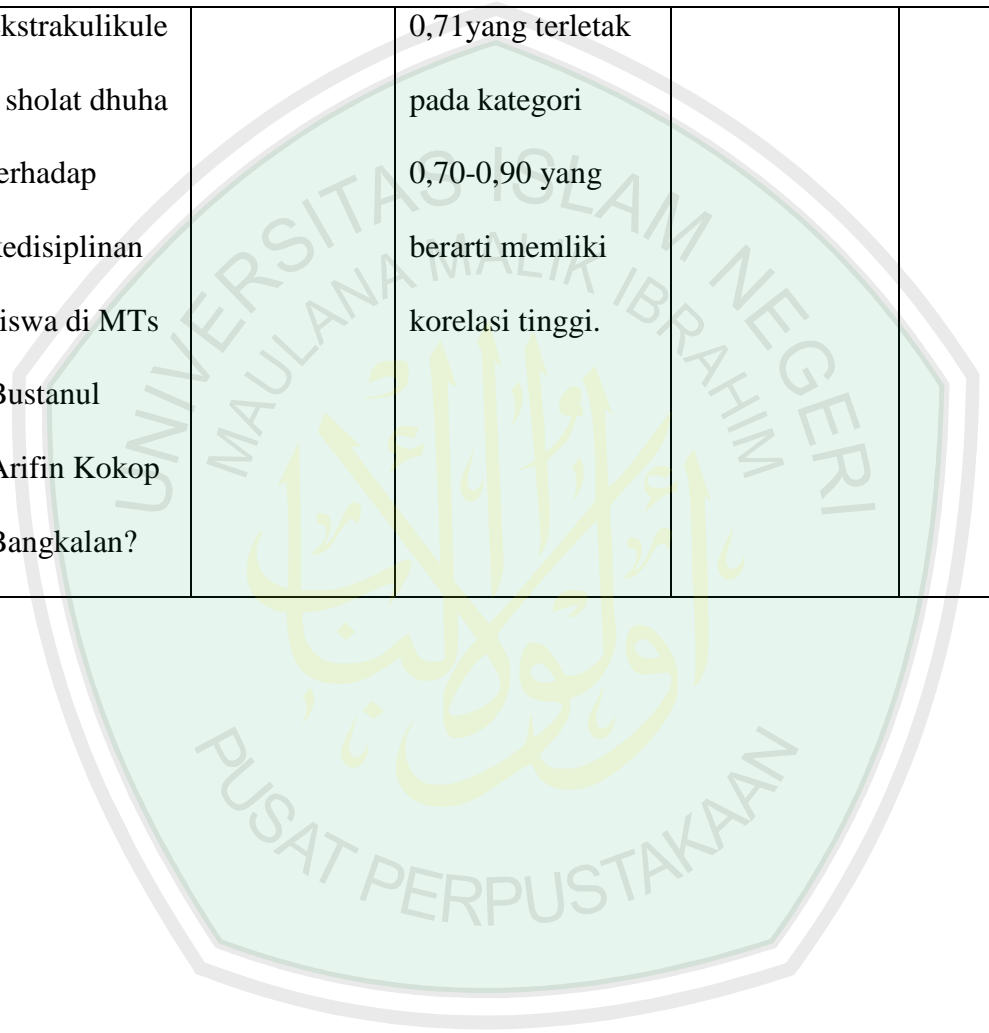 kstrakulikule
sholat dhuha
erhadap
kedisiplinan
iswa di MTs
Bustanul
Arifin Kokop
Bangkalan?
0,71yang terletak
pada kategori
0,70-0,90 yang
berarti memliki
korelasi tinggi.
UNIVERSITAS ISLAM NEGERI
MAULANA MALIK IBRAHIM
PUSAT PERPUSTAKAAN